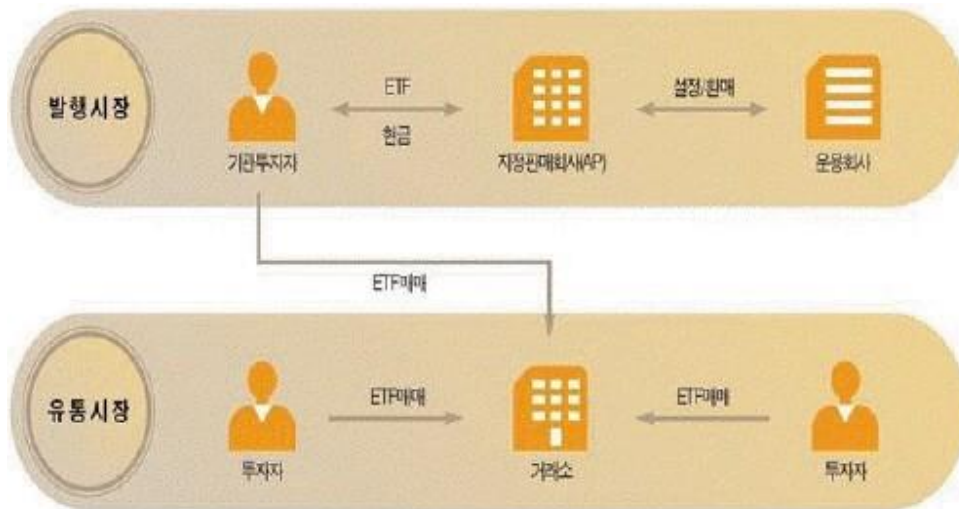 발행시장
ETF
현금
설정/환매
기관투자자
지정판매회사(AP)
운용회사
ETF매매
유통시장
ETF매매
ETF매매
투자자
거래소
투자자